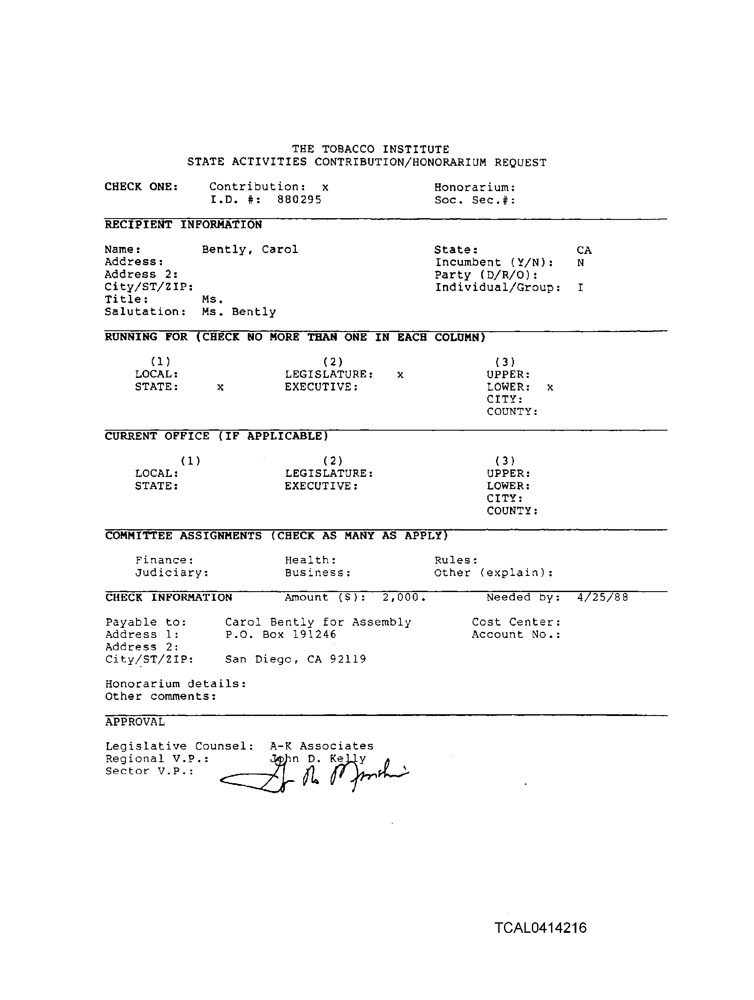 THE TOBACCO INSTITUTE
STATE ACTIVITIES CONTRIBUTION/HONORARIUM REQUEST
CHECK ONE: Contribution: x Honorarium:
I.D. #: 880295 Soc. Sec.#:
RECIPIENT INFORMATION
Name: Bently, Carol State: CA
Address: Incumbent (Y/N): N
Address 2: Party (D/R/O):
City/ST/ZIP: Individual/Group: I
Title: Ms.
Salutation: Ms. Bently
RUNNING FOR (CHECK NO MORE THAN ONE IN EACH COLUMN)
(1) (2) (3)
LOCAL: LEGISLATURE: x UPPER:
STATE: x EXECUTIVE: LOWER: x
CITY:
COUNTY:
CURRENT OFFICE (IF APPLICABLE)
(1) (2) (3)
LOCAL: LEGISLATURE: UPPER:
STATE: EXECUTIVE: LOWER:
CITY:
COUNTY:
COMMITTEE ASSIGNMENTS (CHECK AS MANY AS APPLY)
Finance: Health: Rules:
Judiciary: Business: Other (explain):
CHECK INFORMATION Amount ($): 2,000. Needed by: 4/25/88
Payable to: Carol Bently for Assembly Cost Center:
Address 1: P.O. Box 191246 Account No.:
Address 2:
City/ST/ZIP: San Diego, CA 92119
Honorarium details:
Other comments:
APPROVAL
Legislative Counsel: A-K Associates
Regional V.P.: John D. Kelly
Sector V.P.:
TCAL0414216